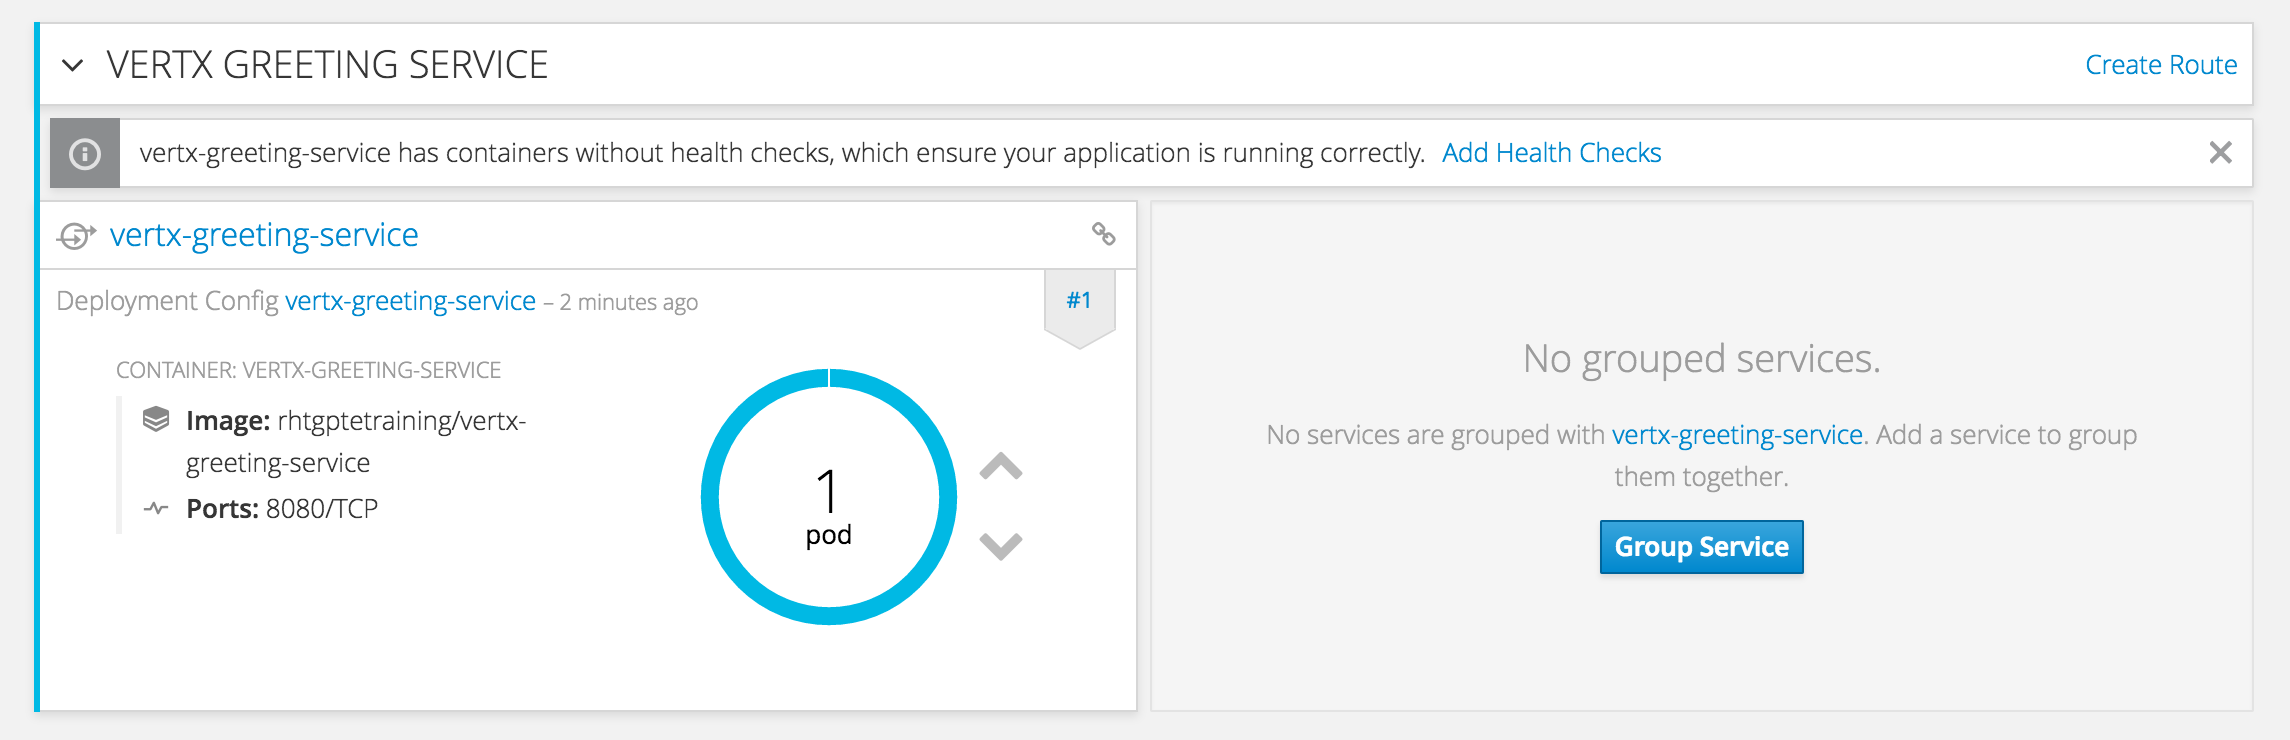 VERTX GREETING SERVICE
Create Route
vertx-greeting-service has containers without health checks, which ensure your application is running correctly. Add Health Checks
vertx-greeting-service
Deployment Config vertx-greeting-service – 2 minutes ago
#1
CONTAINER: VERTX-GREETING-SERVICE
Image: rhtgptetraining/vertx-
greeting-service
Ports: 8080/TCP
1
pod
No grouped services.
No services are grouped with vertx-greeting-service. Add a service to group
them together.
Group Service